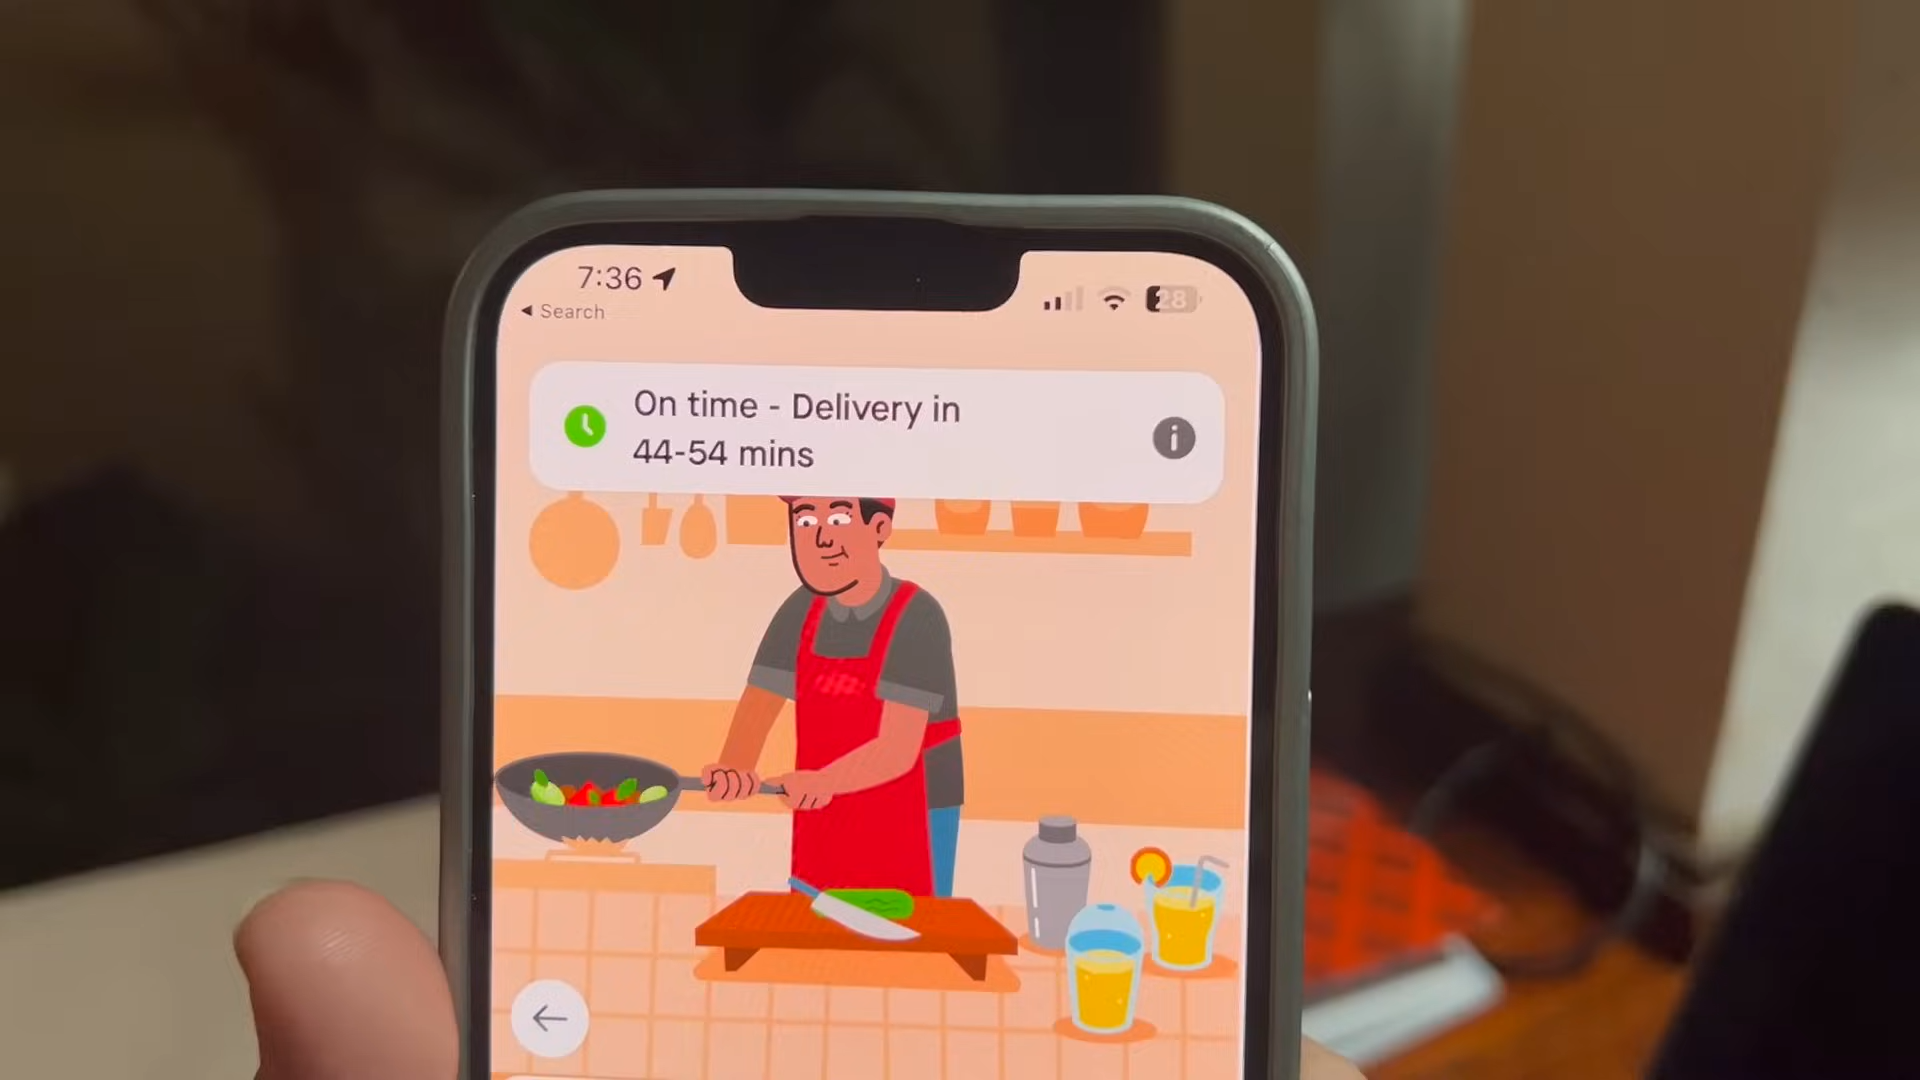 7:36
◀ Search
28
On time - Delivery in
44-54 mins